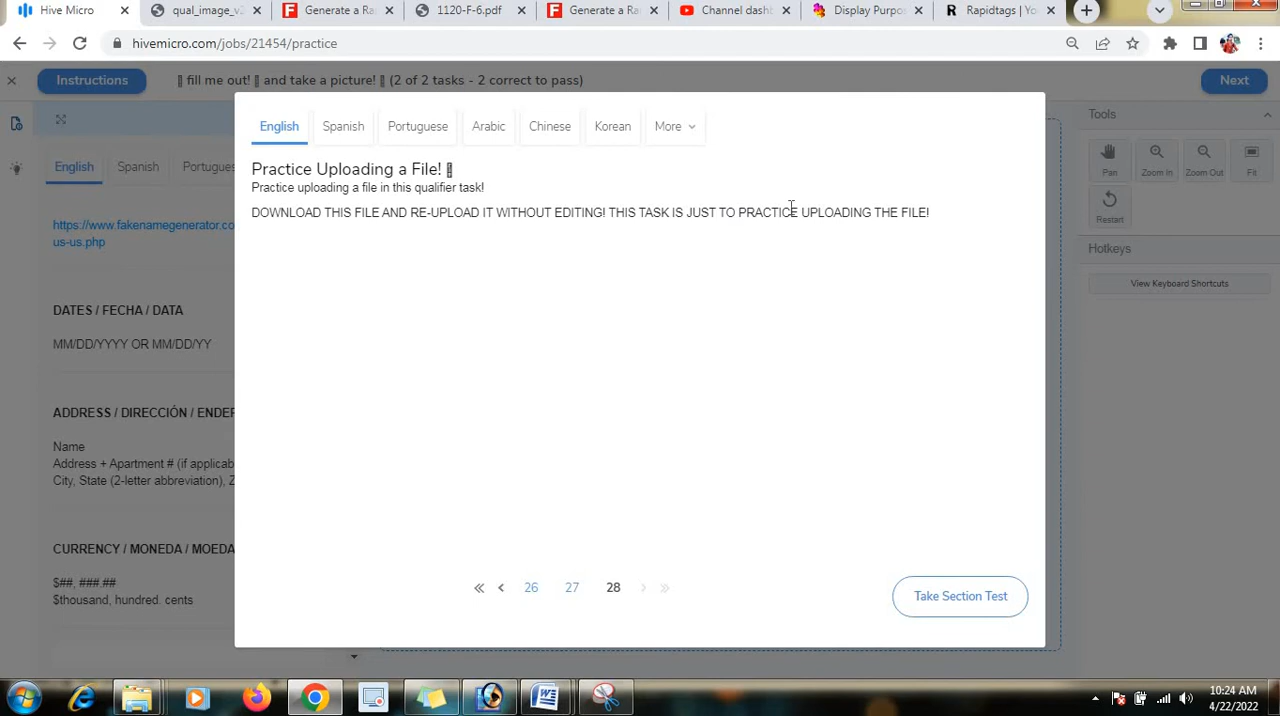 Hive Micro
qual_image_v2
Generate a Ra
1120-F-6.pdf
Generate a Ra
Channel dashb
Display Purpo
Rapidtags | Yo
hivemicro.com/jobs/21454/practice
Instructions
fill me out! and take a picture! (2 of 2 tasks - 2 correct to pass)
Next
English
Spanish
Portugues
https://www.fakenamegenerator.co
us-us.php
DATES / FECHA / DATA
MM/DD/YYYY OR MM/DD/YY
ADDRESS / DIRECCIÓN / ENDER
Name
Address + Apartment # (if applicab
City, State (2-letter abbreviation), Z
CURRENCY / MONEDA / MOEDA
$##, ###.##
$thousand, hundred. cents
English
Spanish
Portuguese
Arabic
Chinese
Korean
More
Practice Uploading a File!
Practice uploading a file in this qualifier task!
DOWNLOAD THIS FILE AND RE-UPLOAD IT WITHOUT EDITING! THIS TASK IS JUST TO PRACTICE UPLOADING THE FILE!
« ‹ 26 27 28 › »
Take Section Test
Tools
Pan
Zoom In
Zoom Out
Fit
Restart
Hotkeys
View Keyboard Shortcuts
10:24 AM
4/22/2022